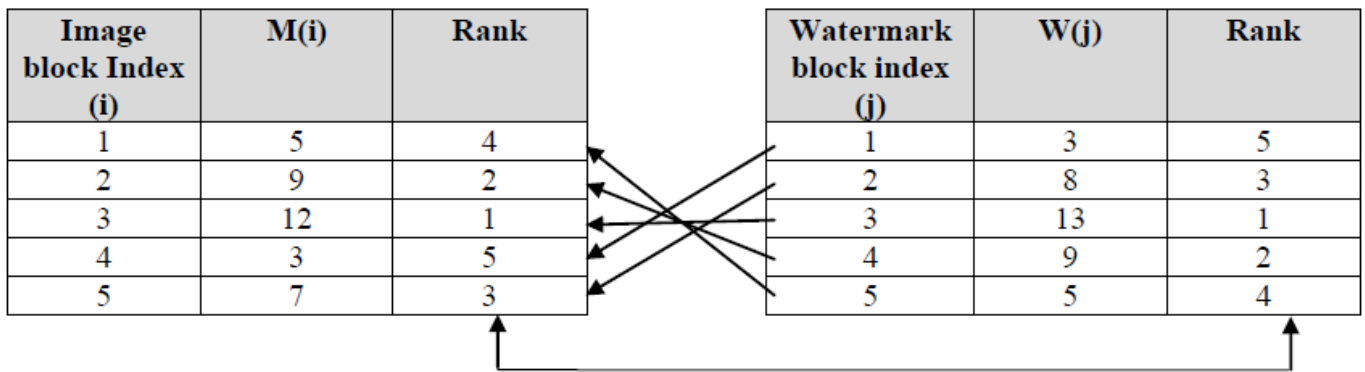 Image block Index (i) M(i) Rank
1 5 4
2 9 2
3 12 1
4 3 5
5 7 3
Watermark block index (j) W(j) Rank
1 3 5
2 8 3
3 13 1
4 9 2
5 5 4